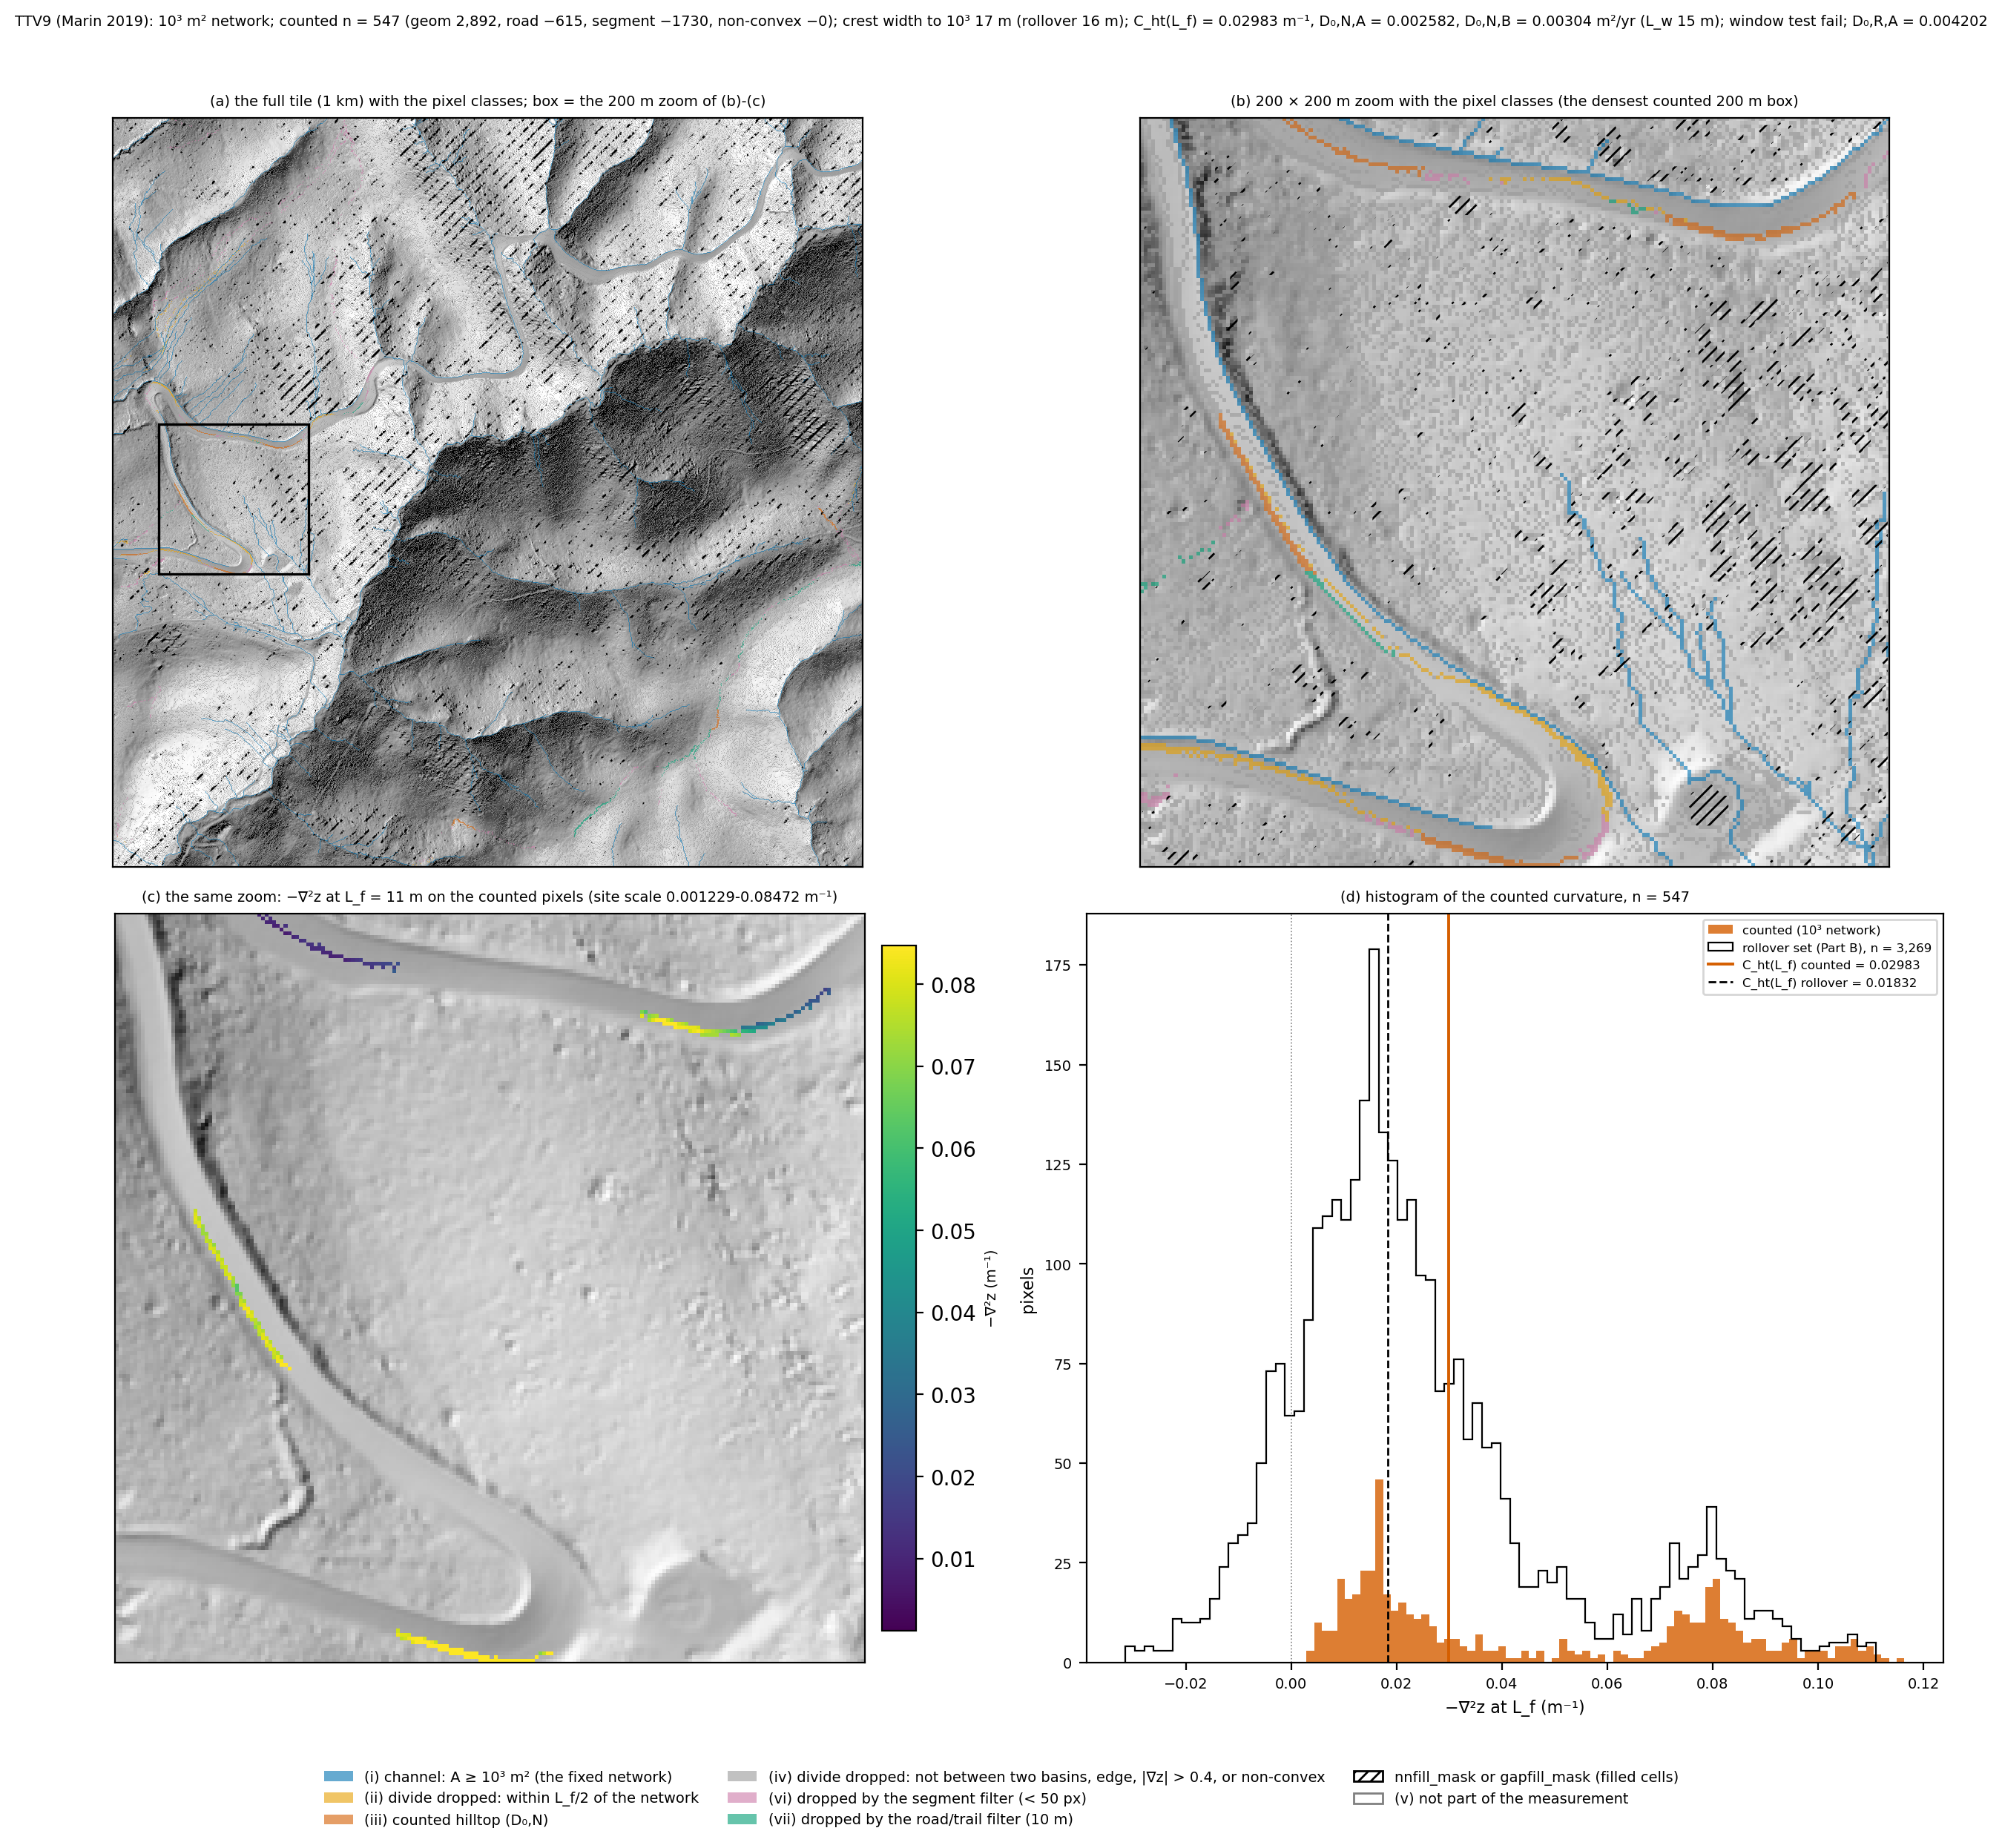 TTV9 (Marin 2019): 10³ m² network; counted n = 547 (geom 2,892, road −615, segment −1730, non-convex −0); crest width to 10³ 17 m (rollover 16 m); C_ht(L_f) = 0.02983 m⁻¹, D₀,N,A = 0.002582, D₀,N,B = 0.00304 m²/yr (L_w 15 m); window test fail; D₀,R,A = 0.004202
(a) the full tile (1 km) with the pixel classes; box = the 200 m zoom of (b)-(c)
(b) 200 × 200 m zoom with the pixel classes (the densest counted 200 m box)
(c) the same zoom: −∇²z at L_f = 11 m on the counted pixels (site scale 0.001229-0.08472 m⁻¹)
0.08
0.07
0.06
0.05
0.04
0.03
0.02
0.01
−∇²z (m⁻¹)
(d) histogram of the counted curvature, n = 547
counted (10³ network)
rollover set (Part B), n = 3,269
C_ht(L_f) counted = 0.02983
C_ht(L_f) rollover = 0.01832
175
150
125
100
75
50
25
0
pixels
−0.02
0.00
0.02
0.04
0.06
0.08
0.10
0.12
−∇²z at L_f (m⁻¹)
(i) channel: A ≥ 10³ m² (the fixed network)
(ii) divide dropped: within L_f/2 of the network
(iii) counted hilltop (D₀,N)
(iv) divide dropped: not between two basins, edge, |∇z| > 0.4, or non-convex
(vi) dropped by the segment filter (< 50 px)
(vii) dropped by the road/trail filter (10 m)
nnfill_mask or gapfill_mask (filled cells)
(v) not part of the measurement